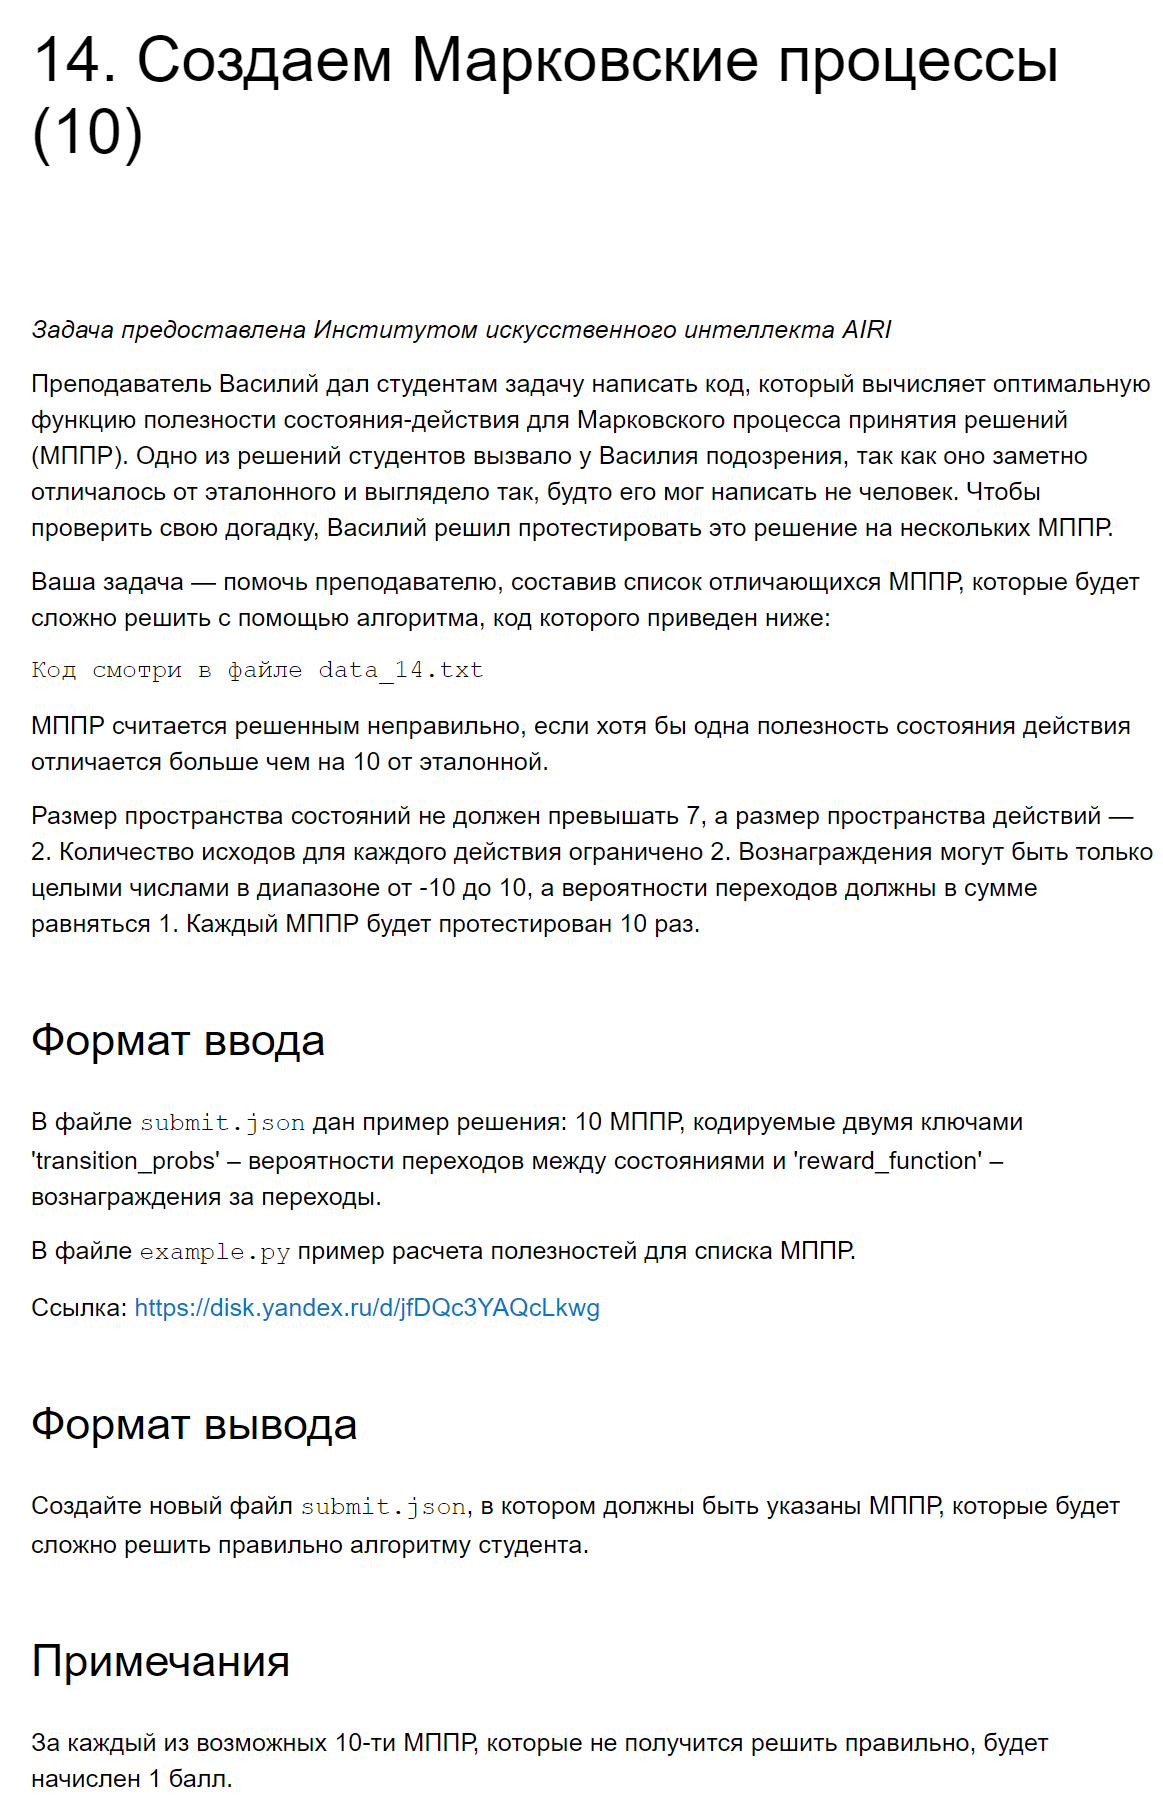 14. Создаем Марковские процессы
(10)
Задача предоставлена Институтом искусственного интеллекта AIRI
Преподаватель Василий дал студентам задачу написать код, который вычисляет оптимальную
функцию полезности состояния-действия для Марковского процесса принятия решений
(МППР). Одно из решений студентов вызвало у Василия подозрения, так как оно заметно
отличалось от эталонного и выглядело так, будто его мог написать не человек. Чтобы
проверить свою догадку, Василий решил протестировать это решение на нескольких МППР.
Ваша задача — помочь преподавателю, составив список отличающихся МППР, которые будет
сложно решить с помощью алгоритма, код которого приведен ниже:
Код смотри в файле data_14.txt
МППР считается решенным неправильно, если хотя бы одна полезность состояния действия
отличается больше чем на 10 от эталонной.
Размер пространства состояний не должен превышать 7, а размер пространства действий —
2. Количество исходов для каждого действия ограничено 2. Вознаграждения могут быть только
целыми числами в диапазоне от -10 до 10, а вероятности переходов должны в сумме
равняться 1. Каждый МППР будет протестирован 10 раз.
Формат ввода
В файле submit.json дан пример решения: 10 МППР, кодируемые двумя ключами
'transition_probs' – вероятности переходов между состояниями и 'reward_function' –
вознаграждения за переходы.
В файле example.py пример расчета полезностей для списка МППР.
Ссылка: https://disk.yandex.ru/d/jfDQc3YAQcLkwg
Формат вывода
Создайте новый файл submit.json, в котором должны быть указаны МППР, которые будет
сложно решить правильно алгоритму студента.
Примечания
За каждый из возможных 10-ти МППР, которые не получится решить правильно, будет
начислен 1 балл.